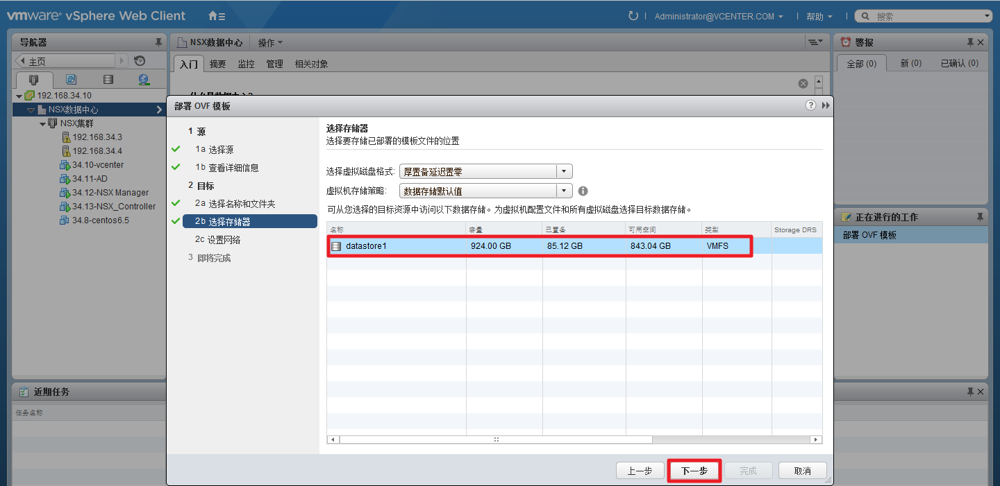 vmware® vSphere Web Client
Administrator@VCENTER.COM
帮助
搜索
导航器
主页
192.168.34.10
NSX数据中心
NSX集群
192.168.34.3
192.168.34.4
34.10-vcenter
34.11-AD
34.12-NSX Manager
34.13-NSX_Controller
34.8-centos6.5
NSX数据中心 操作
入门 摘要 监控 管理 相关对象
什么是数据中心?
部署 OVF 模板
1 源
1a 选择源
1b 查看详细信息
2 目标
2a 选择名称和文件夹
2b 选择存储器
2c 设置网络
3 即将完成
选择存储器
选择要存储已部署的模板文件的位置
选择虚拟磁盘格式: 厚置备延迟置零
虚拟机存储策略: 数据存储默认值
可从您选择的目标资源中访问以下数据存储。为虚拟机配置文件和所有虚拟磁盘选择目标数据存储。
名称 容量 已置备 可用空间 类型 Storage DRS
datastore1 924.00 GB 85.12 GB 843.04 GB VMFS
上一步 下一步 完成 取消
警报
全部 (0) 新 (0) 已确认 (0)
正在进行的工作
部署 OVF 模板
近期任务
任务名称